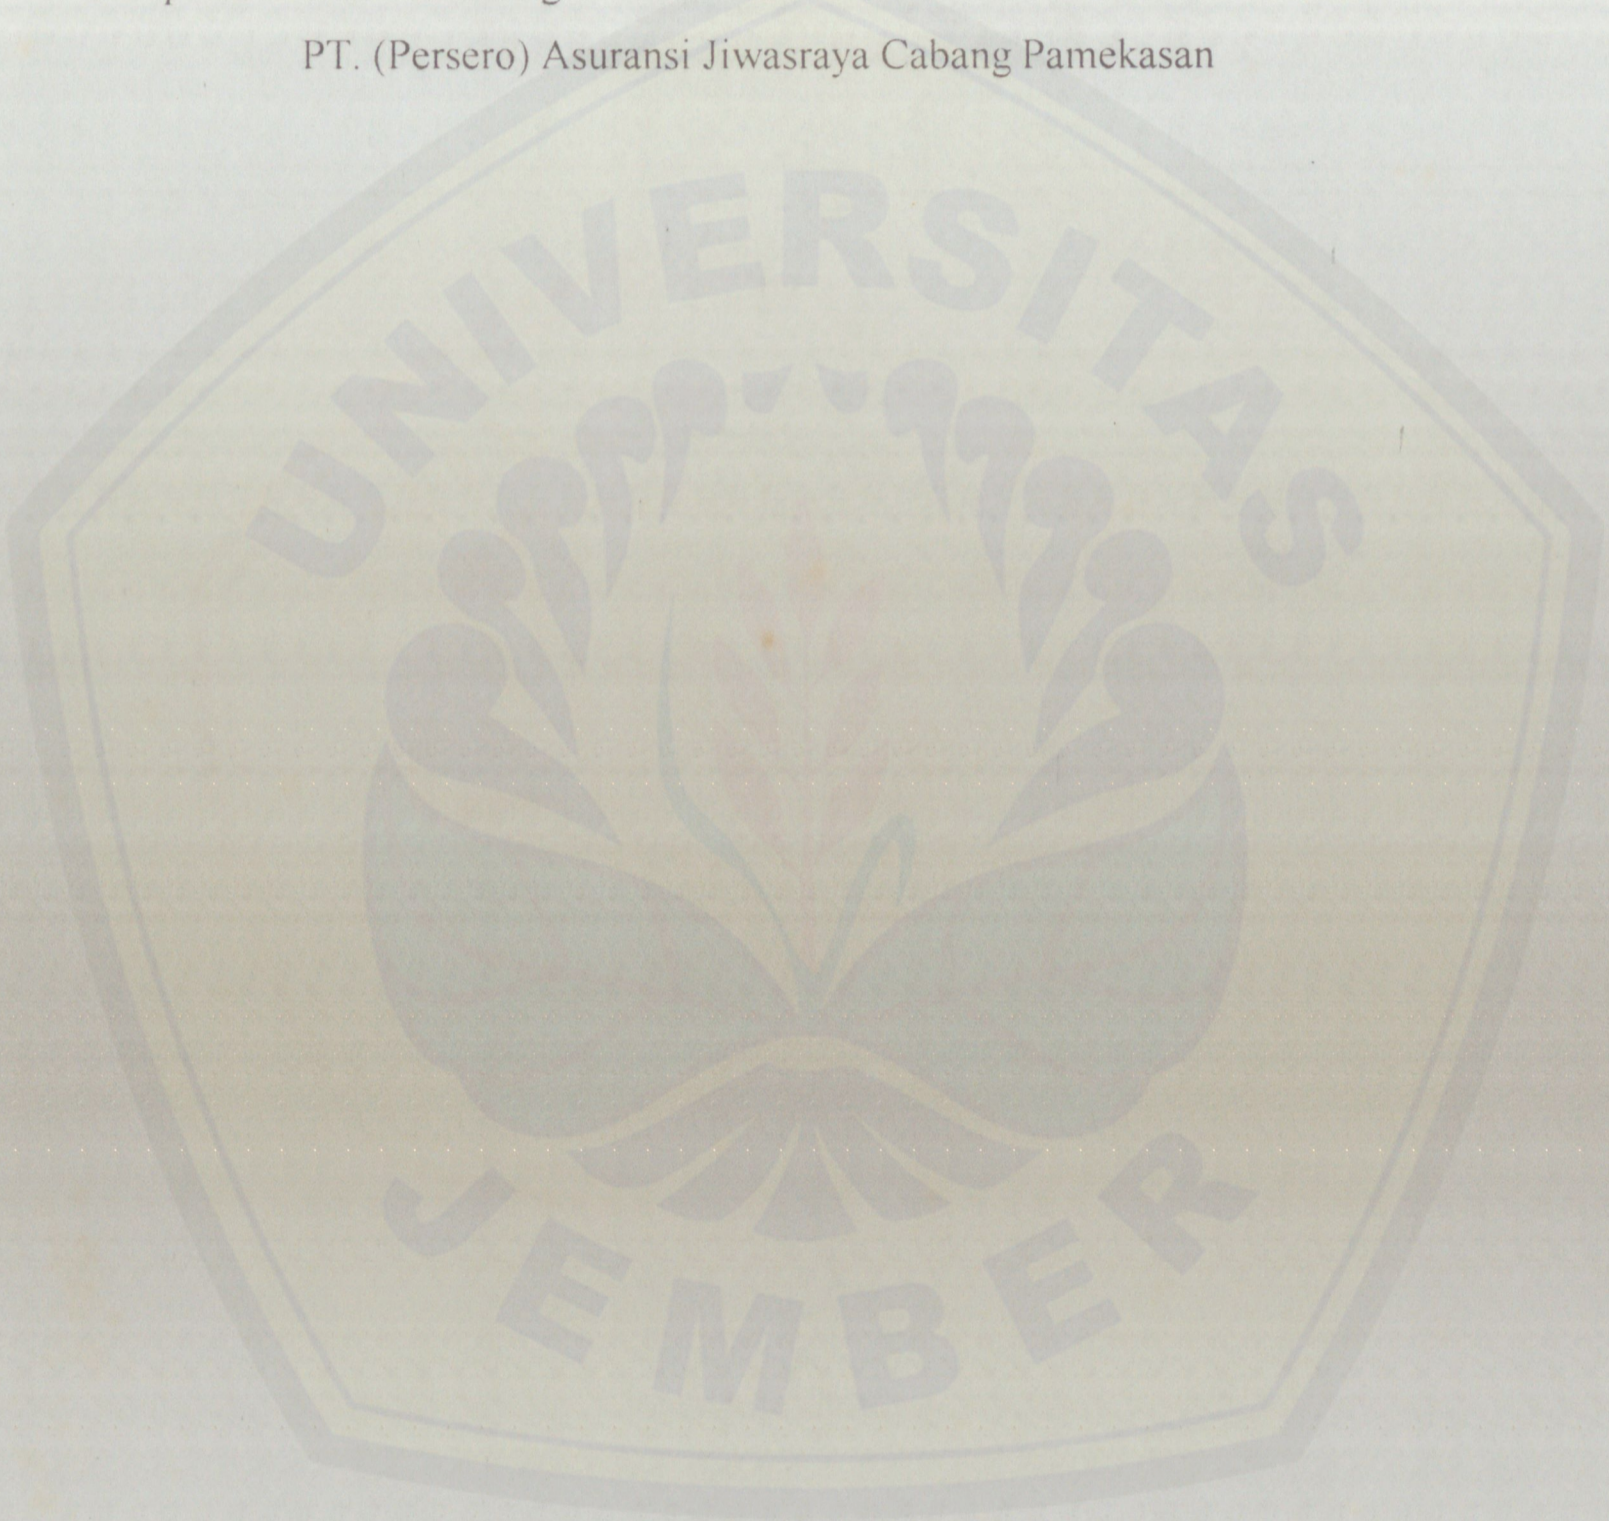 PT. (Persero) Asuransi Jiwasraya Cabang Pamekasan
UNIVERSITAS
JEMBER